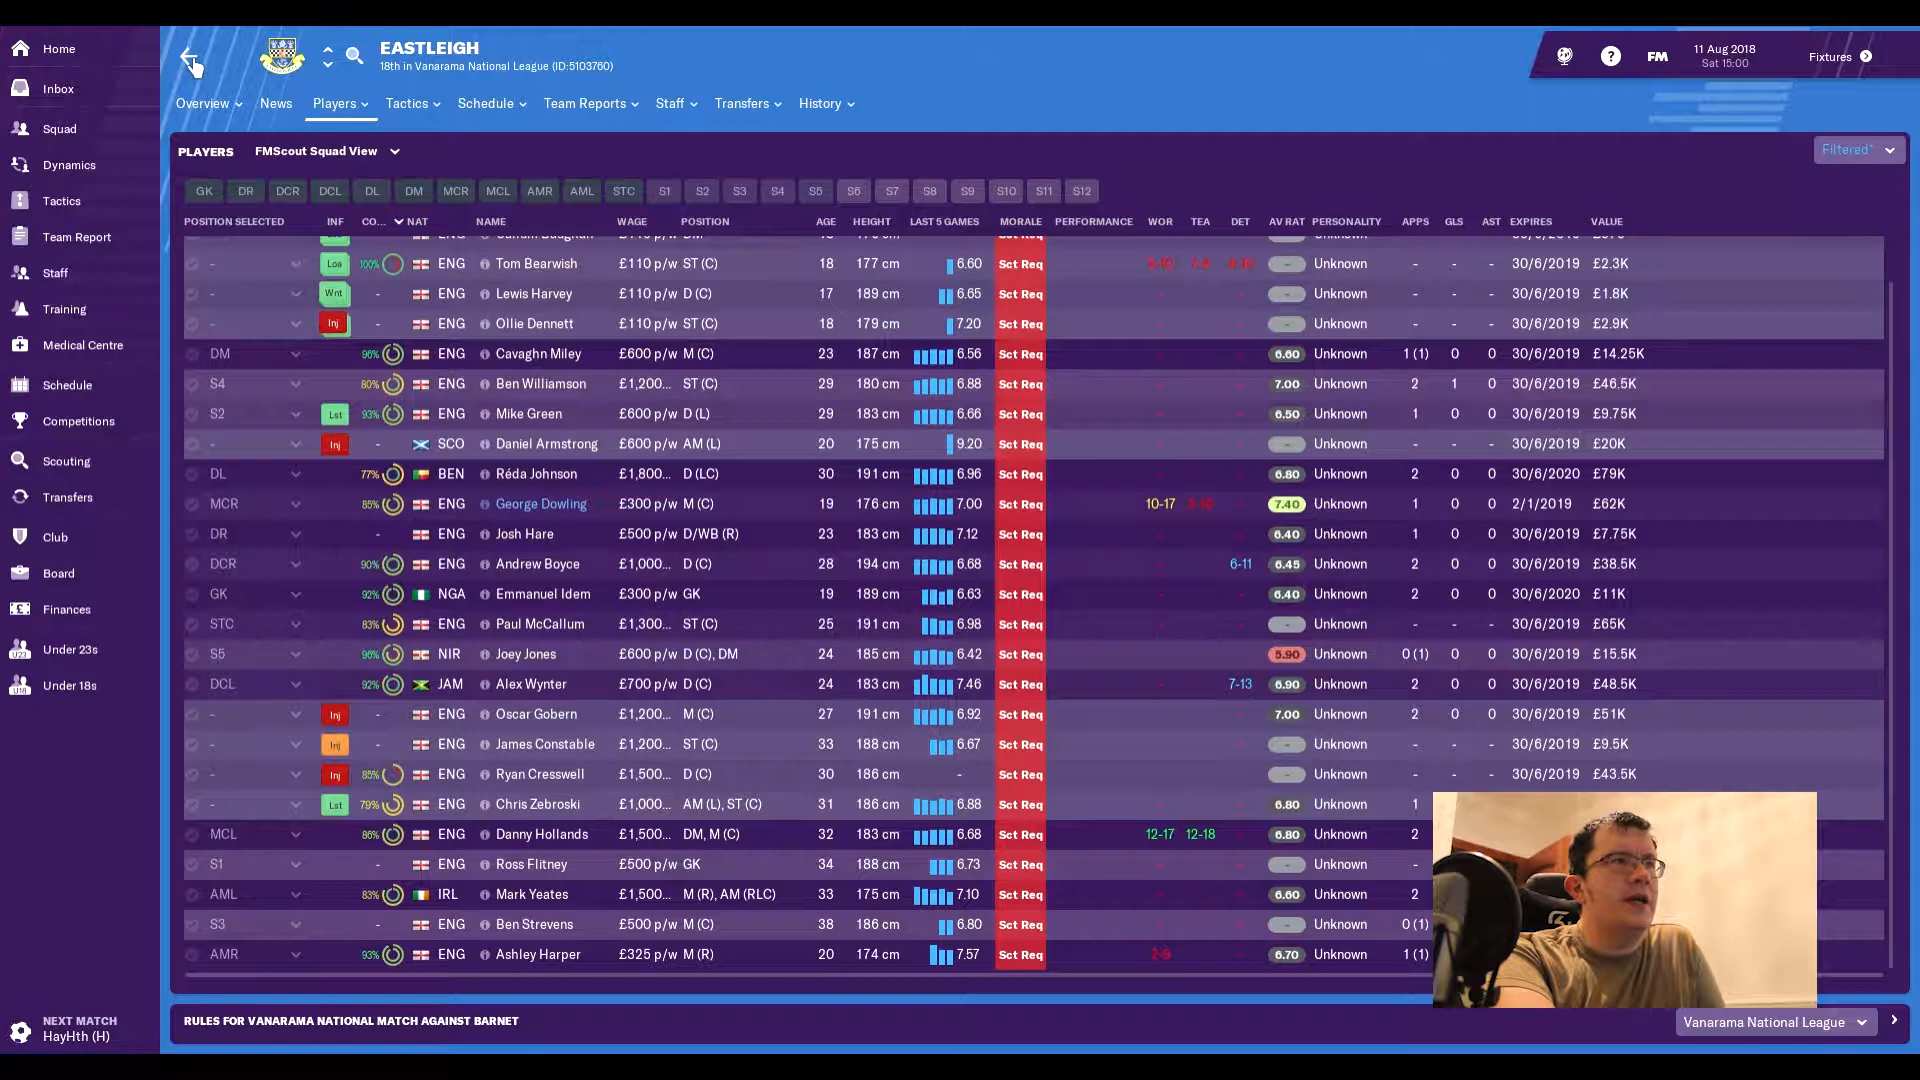 Home
Inbox
Squad
Dynamics
Tactics
Team Report
Staff
Training
Medical Centre
Schedule
Competitions
Scouting
Transfers
Club
Board
Finances
Under 23s
Under 18s
NEXT MATCH
HayHth (H)
EASTLEIGH
18th in Vanarama National League (ID:5103760)
FM
11 Aug 2018
Sat 15:00
Fixtures
Overview News Players Tactics Schedule Team Reports Staff Transfers History
PLAYERS FMScout Squad View Filtered*
GK DR DCR DCL DL DM MCR MCL AMR AML STC S1 S2 S3 S4 S5 S6 S7 S8 S9 S10 S11 S12
POSITION SELECTED INF CO... NAT NAME WAGE POSITION AGE HEIGHT LAST 5 GAMES MORALE PERFORMANCE WOR TEA DET AV RAT PERSONALITY APPS GLS AST EXPIRES VALUE
- Loa 100% ENG Tom Bearwish £110 p/w ST (C) 18 177 cm 6.60 Sct Req - Unknown - - - 30/6/2019 £2.3K
- Wnt - ENG Lewis Harvey £110 p/w D (C) 17 189 cm 6.65 Sct Req - Unknown - - - 30/6/2019 £1.8K
- Inj - ENG Ollie Dennett £110 p/w ST (C) 18 179 cm 7.20 Sct Req - Unknown - - - 30/6/2019 £2.9K
DM 96% ENG Cavaghn Miley £600 p/w M (C) 23 187 cm 6.56 Sct Req 6.60 Unknown 1 (1) 0 0 30/6/2019 £14.25K
S4 80% ENG Ben Williamson £1,200... ST (C) 29 180 cm 6.88 Sct Req 7.00 Unknown 2 1 0 30/6/2019 £46.5K
S2 Lst 93% ENG Mike Green £600 p/w D (L) 29 183 cm 6.66 Sct Req 6.50 Unknown 1 0 0 30/6/2019 £9.75K
- Inj - SCO Daniel Armstrong £600 p/w AM (L) 20 175 cm 9.20 Sct Req - Unknown - - - 30/6/2019 £20K
DL 77% BEN Réda Johnson £1,800... D (LC) 30 191 cm 6.96 Sct Req 6.80 Unknown 2 0 0 30/6/2020 £79K
MCR 85% ENG George Dowling £300 p/w M (C) 19 176 cm 7.00 Sct Req 10-17 7.40 Unknown 1 0 0 2/1/2019 £62K
DR - ENG Josh Hare £500 p/w D/WB (R) 23 183 cm 7.12 Sct Req 6.40 Unknown 1 0 0 30/6/2019 £7.75K
DCR 90% ENG Andrew Boyce £1,000... D (C) 28 194 cm 6.68 Sct Req 6-11 6.45 Unknown 2 0 0 30/6/2019 £38.5K
GK 92% NGA Emmanuel Idem £300 p/w GK 19 189 cm 6.63 Sct Req 6.40 Unknown 2 0 0 30/6/2020 £11K
STC 83% ENG Paul McCallum £1,300... ST (C) 25 191 cm 6.98 Sct Req - Unknown - - - 30/6/2019 £65K
S5 96% NIR Joey Jones £600 p/w D (C), DM 24 185 cm 6.42 Sct Req 5.90 Unknown 0 (1) 0 0 30/6/2019 £15.5K
DCL 92% JAM Alex Wynter £700 p/w D (C) 24 183 cm 7.46 Sct Req 7-13 6.90 Unknown 2 0 0 30/6/2019 £48.5K
- Inj - ENG Oscar Gobern £1,200... M (C) 27 191 cm 6.92 Sct Req 7.00 Unknown 2 0 0 30/6/2019 £51K
- Inj - ENG James Constable £1,200... ST (C) 33 188 cm 6.67 Sct Req - Unknown - - - 30/6/2019 £9.5K
- Inj 85% ENG Ryan Cresswell £1,500... D (C) 30 186 cm - Sct Req - Unknown - - - 30/6/2019 £43.5K
- Lst 79% ENG Chris Zebroski £1,000... AM (L), ST (C) 31 186 cm 6.88 Sct Req 6.80 Unknown 1
MCL 86% ENG Danny Hollands £1,500... DM, M (C) 32 183 cm 6.68 Sct Req 12-17 12-18 6.80 Unknown 2
S1 - ENG Ross Flitney £500 p/w GK 34 188 cm 6.73 Sct Req - Unknown -
AML 83% IRL Mark Yeates £1,500... M (R), AM (RLC) 33 175 cm 7.10 Sct Req 6.60 Unknown 2
S3 - ENG Ben Strevens £500 p/w M (C) 38 186 cm 6.80 Sct Req - Unknown 0 (1)
AMR 93% ENG Ashley Harper £325 p/w M (R) 20 174 cm 7.57 Sct Req 2-9 6.70 Unknown 1 (1)
RULES FOR VANARAMA NATIONAL MATCH AGAINST BARNET
Vanarama National League